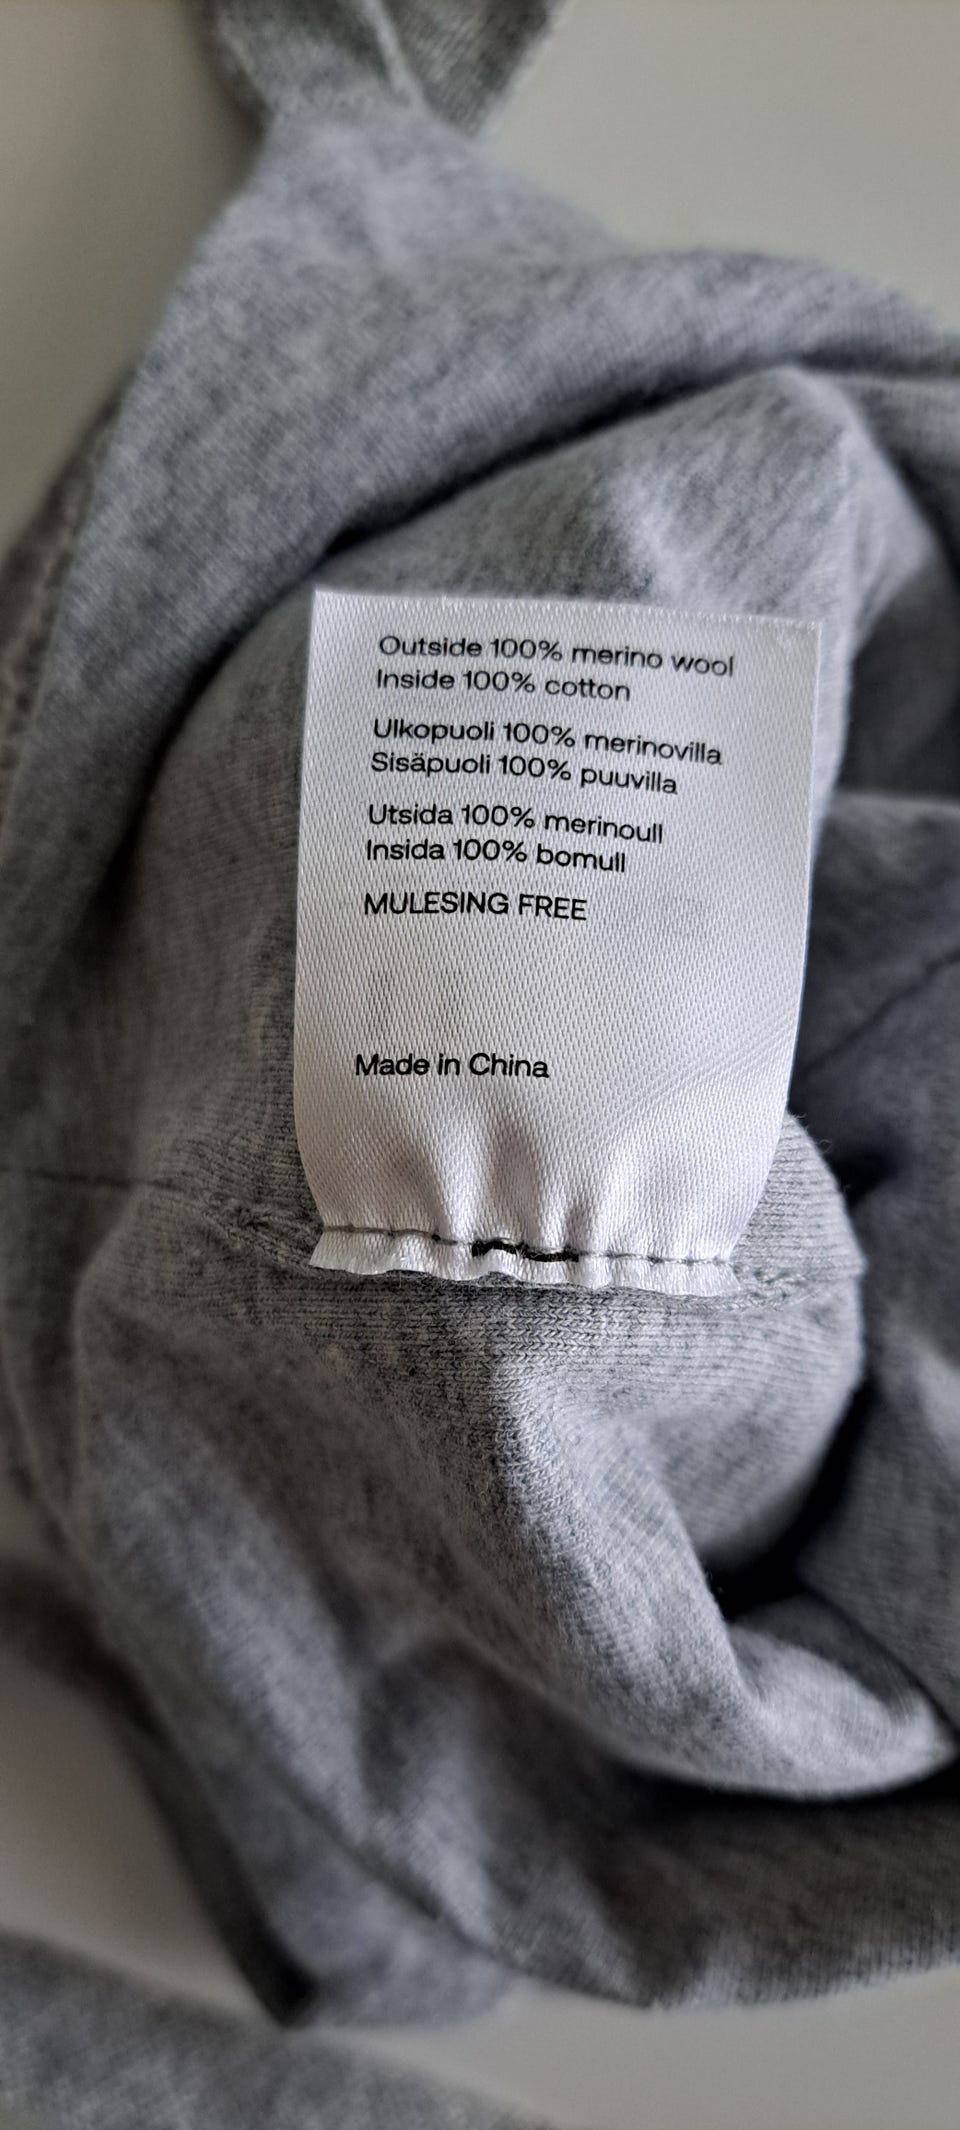 Outside 100% merino wool
Inside 100% cotton
Ulkopuoli 100% merinovilla
Sisäpuoli 100% puuvilla
Utsida 100% merinoull
Insida 100% bomull
MULESING FREE
Made in China